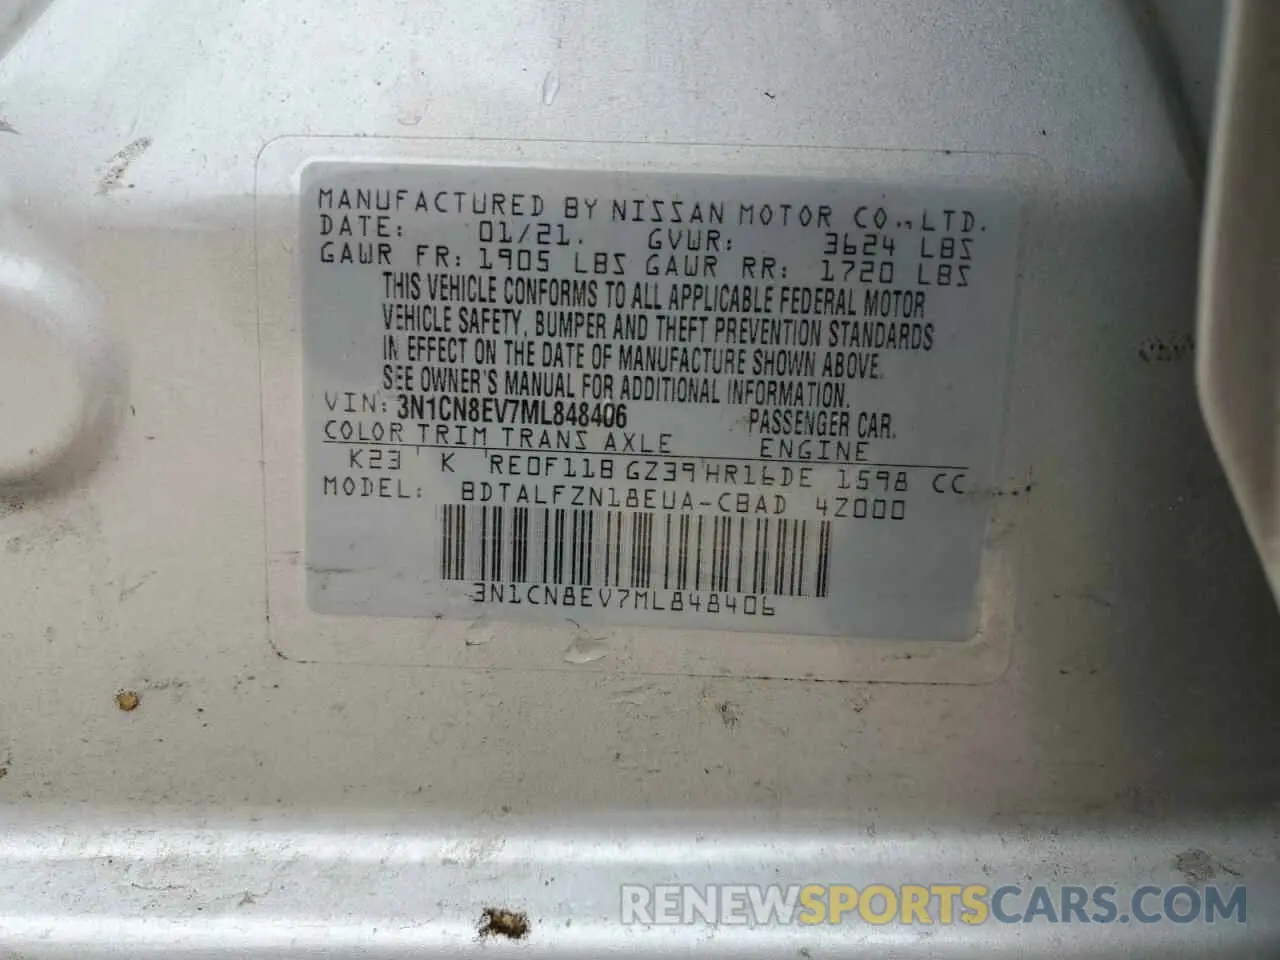 MANUFACTURED BY NISSAN MOTOR CO., LTD.
DATE: 01/21. GVWR: 3624 LBS
GAWR FR: 1905 LBS GAWR RR: 1720 LBS
THIS VEHICLE CONFORMS TO ALL APPLICABLE FEDERAL MOTOR
VEHICLE SAFETY, BUMPER AND THEFT PREVENTION STANDARDS
IN EFFECT ON THE DATE OF MANUFACTURE SHOWN ABOVE.
SEE OWNER'S MANUAL FOR ADDITIONAL INFORMATION.
VIN: 3N1CN8EV7ML848406 PASSENGER CAR.
COLOR TRIM TRANS AXLE ENGINE
K23 K RE0F11B GZ39 HR16DE 1598 CC
MODEL: BDTALFZN18EUA-CBAD 4Z000
3N1CN8EV7ML848406
RENEWSPORTSCARS.COM